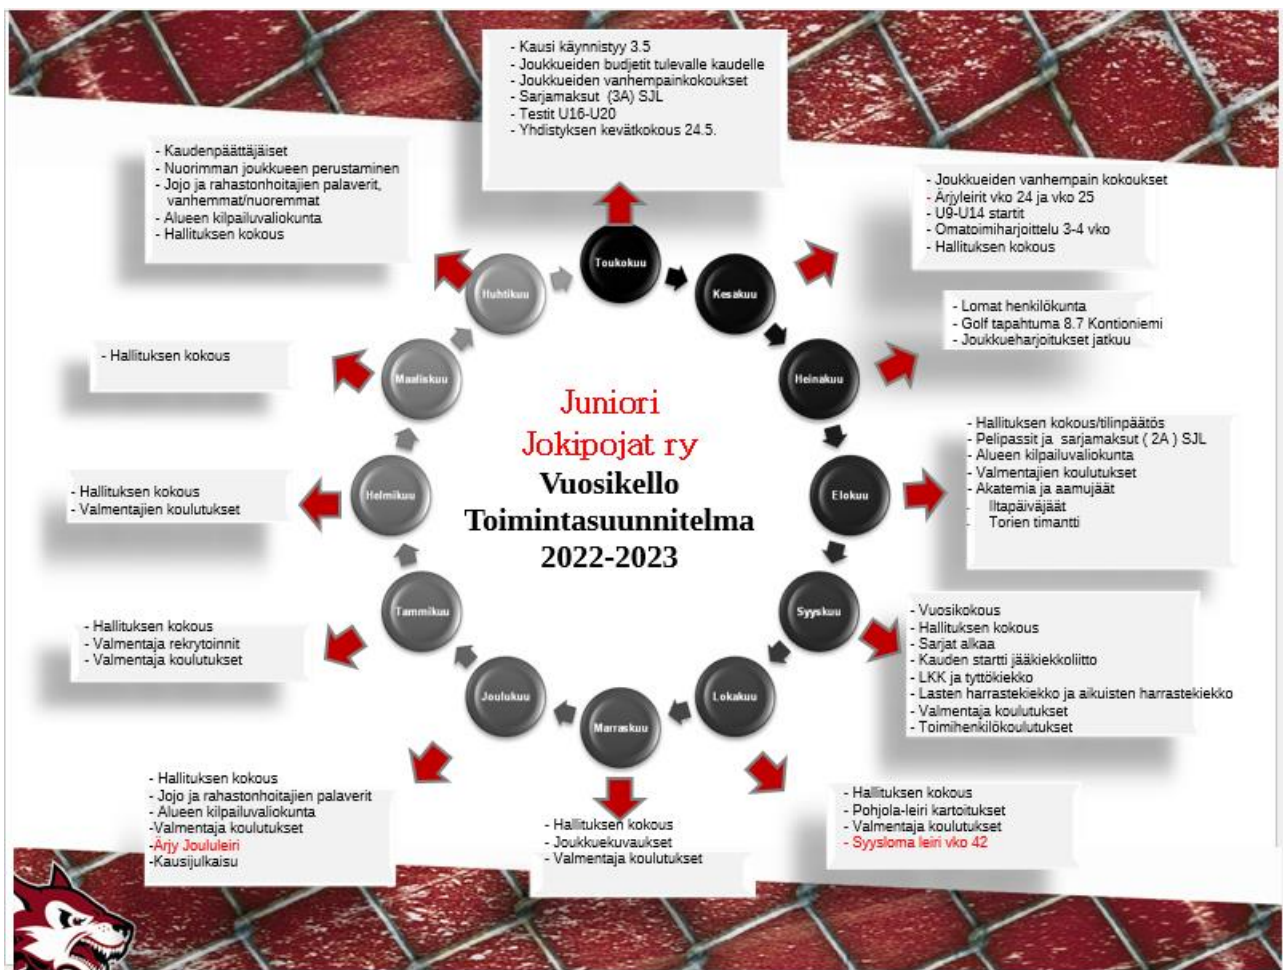 - Kausi käynnistyy 3.5
- Joukkueiden budjetit tulevalle kaudelle
- Joukkueiden vanhempainkokoukset
- Sarjamaksut (3A) SJL
- Testit U16-U20
- Yhdistyksen kevätkokous 24.5.
- Kaudenpäättäjäiset
- Nuorimman joukkueen perustaminen
- Jojo ja rahastonhoitajien palaverit,
vanhemmat/nuoremmat
- Alueen kilpailuvaliokunta
- Hallituksen kokous
- Joukkueiden vanhempain kokoukset
- Ärjyleirit vko 24 ja vko 25
- U9-U14 startit
- Omatoimiharjoittelu 3-4 vko
- Hallituksen kokous
Toukokuu
Huhtikuu
Kesäkuu
- Lomat henkilökunta
- Golf tapahtuma 8.7 Kontioniemi
- Joukkueharjoitukset jatkuu
- Hallituksen kokous
Maaliskuu
Heinäkuu
Juniori
Jokipojat ry
Vuosikello
Toimintasuunnitelma
2022-2023
- Hallituksen kokous/tilinpäätös
- Pelipassit ja sarjamaksut ( 2A ) SJL
- Alueen kilpailuvaliokunta
- Valmentajien koulutukset
- Akatemia ja aamujäät
- Iltapäiväjäät
- Torien timantti
- Hallituksen kokous
- Valmentajien koulutukset
Helmikuu
Elokuu
- Hallituksen kokous
- Valmentaja rekrytoinnit
- Valmentaja koulutukset
Tammikuu
Syyskuu
- Vuosikokous
- Hallituksen kokous
- Sarjat alkaa
- Kauden startti jääkiekkoliitto
- LKK ja tyttökiekko
- Lasten harrastekiekko ja aikuisten harrastekiekko
- Valmentaja koulutukset
- Toimihenkilökoulutukset
Joulukuu
Lokakuu
Marraskuu
- Hallituksen kokous
- Jojo ja rahastonhoitajien palaverit
- Alueen kilpailuvaliokunta
-Valmentaja koulutukset
-Ärjy Joululeiri
-Kausijulkaisu
- Hallituksen kokous
- Joukkuekuvaukset
- Valmentaja koulutukset
- Hallituksen kokous
- Pohjola-leiri kartoitukset
- Valmentaja koulutukset
- Syysloma leiri vko 42